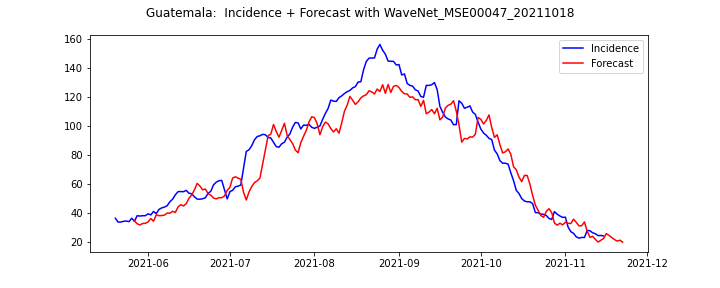 Guatemala:  Incidence + Forecast with WaveNet_MSE00047_20211018
Incidence
Forecast
160
140
120
100
80
60
40
20
2021-06 2021-07 2021-08 2021-09 2021-10 2021-11 2021-12